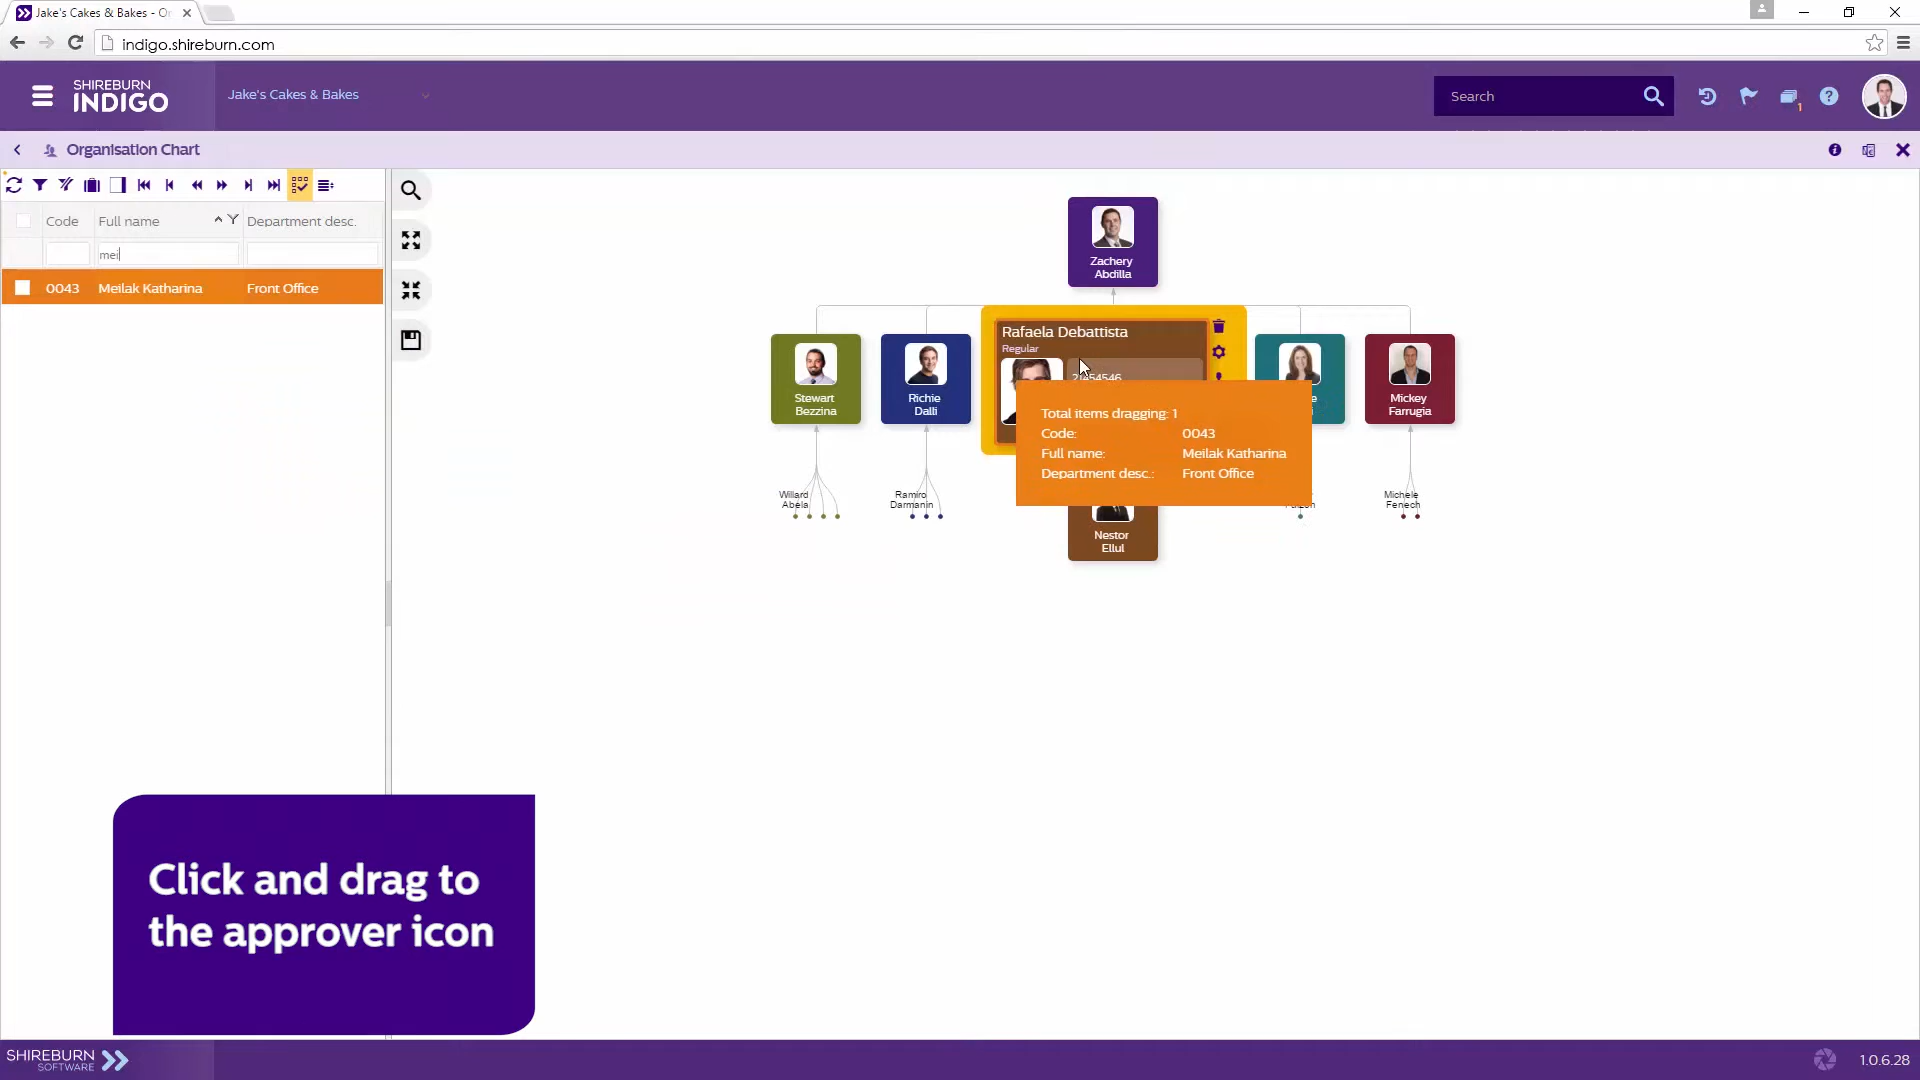 Jake's Cakes & Bakes - Or
indigo.shireburn.com
SHIREBURN
INDIGO
Jake's Cakes & Bakes
Search
1
?
Organisation Chart
Code
Full name
Department desc.
mei
0043
Meilak Katharina
Front Office
Zachery
Abdilla
Rafaela Debattista
Regular
21454546
Stewart
Bezzina
Richie
Dalli
Mickey
Farrugia
Total items dragging: 1
Code:
0043
Full name:
Meilak Katharina
Department desc.:
Front Office
Willard
Abela
Ramiro
Darmanin
Michele
Fenech
Nestor
Ellul
Click and drag to
the approver icon
SHIREBURN
SOFTWARE
1.0.6.28